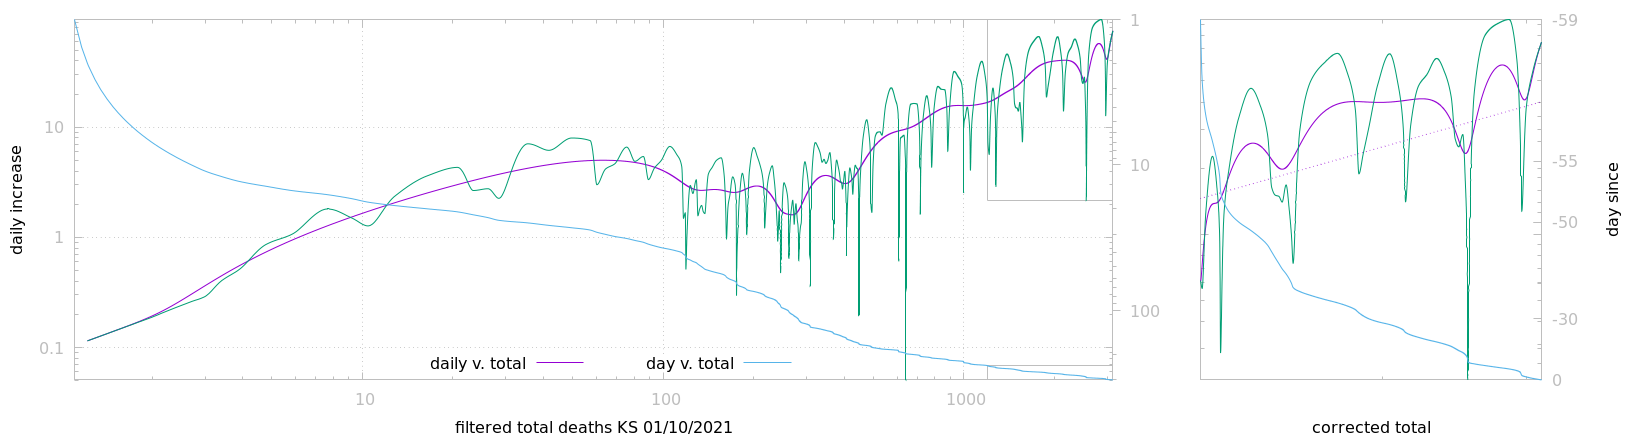 daily increase
10
1
0.1
daily v. total
day v. total
10
100
1000
filtered total deaths KS 01/10/2021
1
10
100
-59
-55
-50
-30
0
day since
corrected total